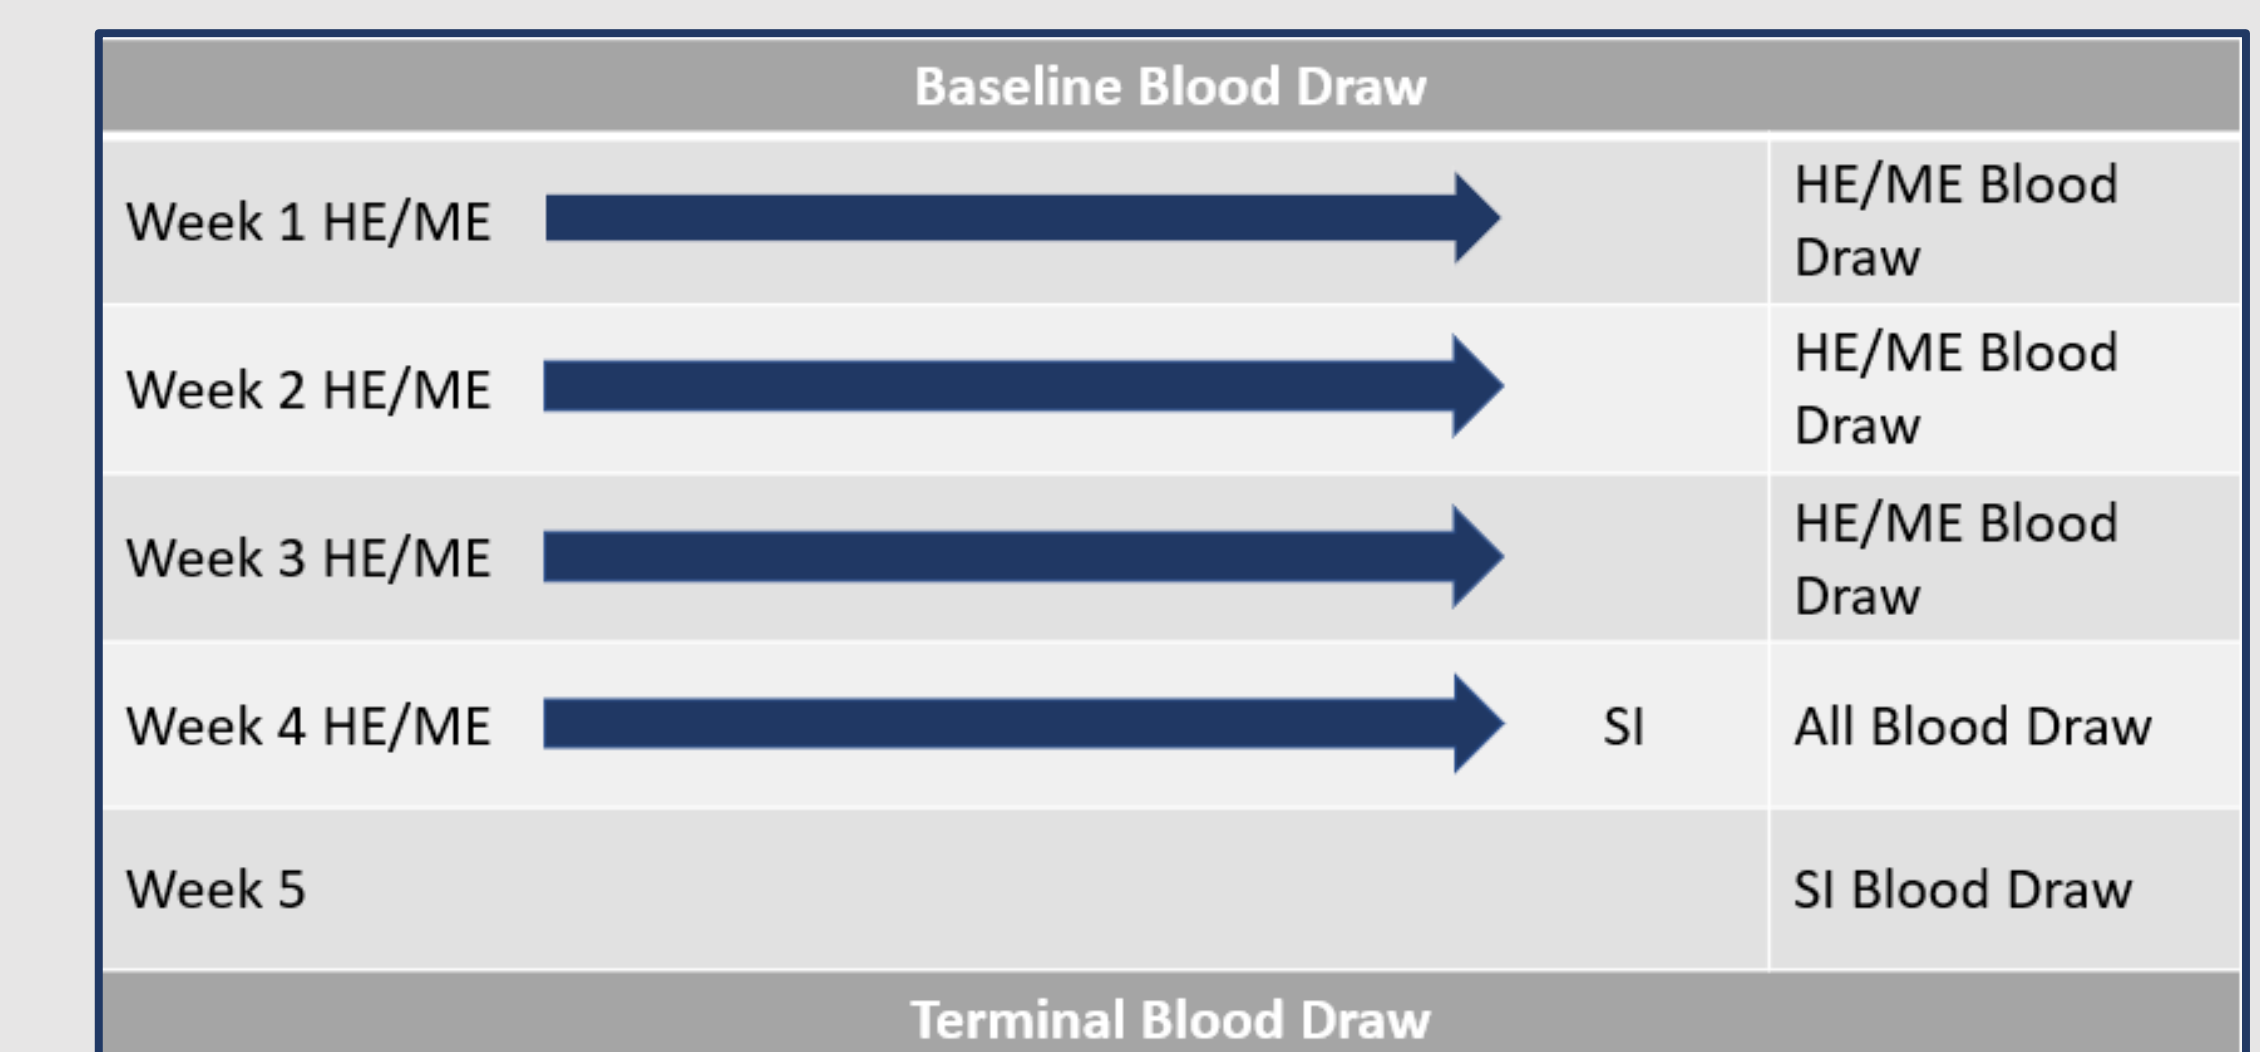 Baseline Blood Draw
Week 1 HE/ME
HE/ME Blood
Draw
Week 2 HE/ME
HE/ME Blood
Draw
Week 3 HE/ME
HE/ME Blood
Draw
Week 4 HE/ME SI All Blood Draw
Week 5 SI Blood Draw
Terminal Blood Draw